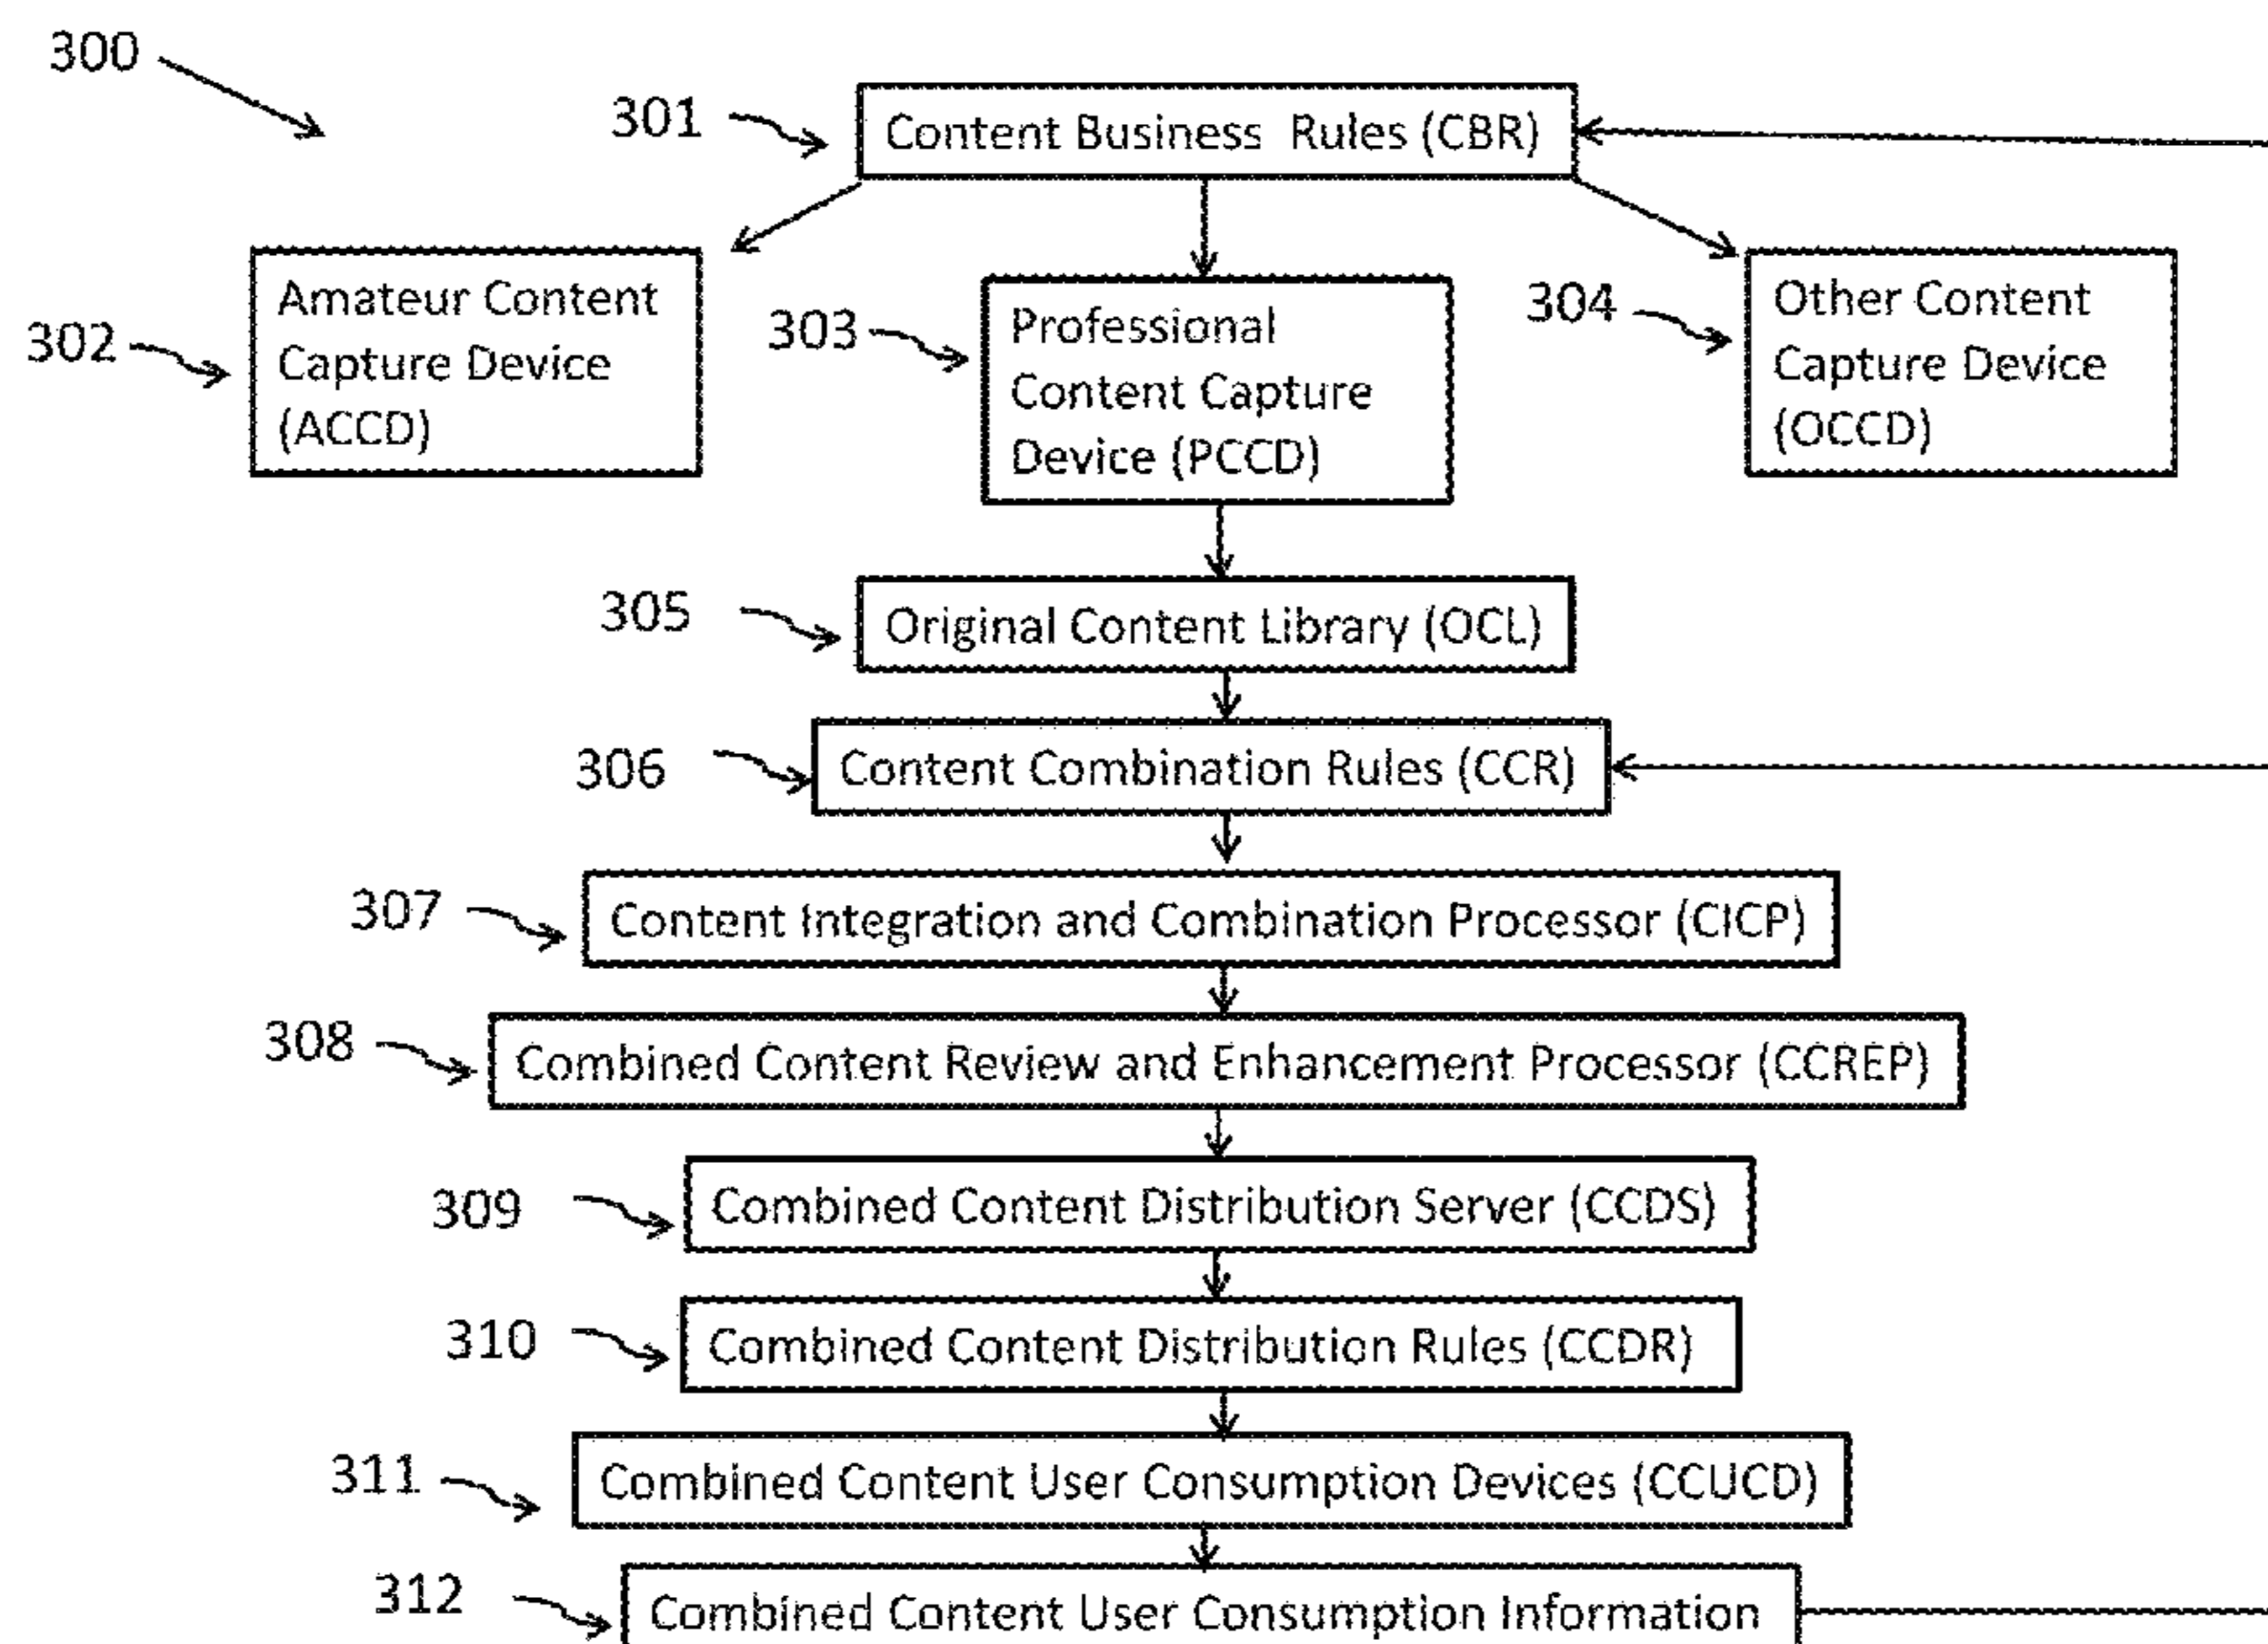 300
301
Content Business Rules (CBR)
302
Amateur Content
Capture Device
(ACCD)
303
Professional
Content Capture
Device (PCCD)
304
Other Content
Capture Device
(OCCD)
305
Original Content Library (OCL)
306
Content Combination Rules (CCR)
307
Content Integration and Combination Processor (CICP)
308
Combined Content Review and Enhancement Processor (CCREP)
309
Combined Content Distribution Server (CCDS)
310
Combined Content Distribution Rules (CCDR)
311
Combined Content User Consumption Devices (CCUCD)
312
Combined Content User Consumption Information